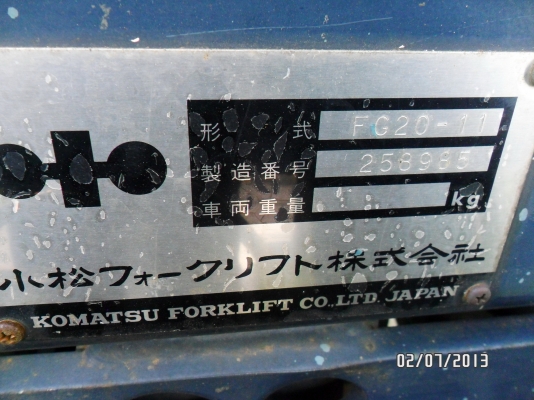 形式 FG20-11
製造番号 258985
車両重量 kg
小松フォークリフト株式会社
KOMATSU FORKLIFT CO.,LTD. JAPAN
02/07/2013